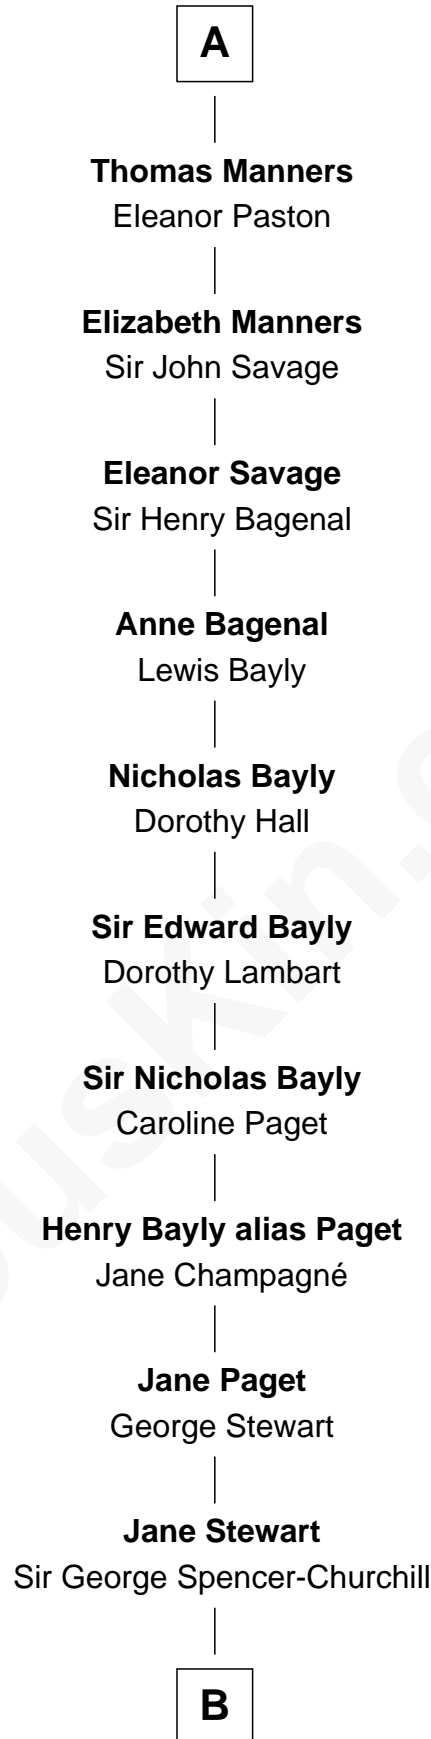 A
Thomas Manners
Eleanor Paston
Elizabeth Manners
Sir John Savage
Eleanor Savage
Sir Henry Bagenal
Anne Bagenal
Lewis Bayly
Nicholas Bayly
Dorothy Hall
Sir Edward Bayly
Dorothy Lambart
Sir Nicholas Bayly
Caroline Paget
Henry Bayly alias Paget
Jane Champagné
Jane Paget
George Stewart
Jane Stewart
Sir George Spencer-Churchill
B